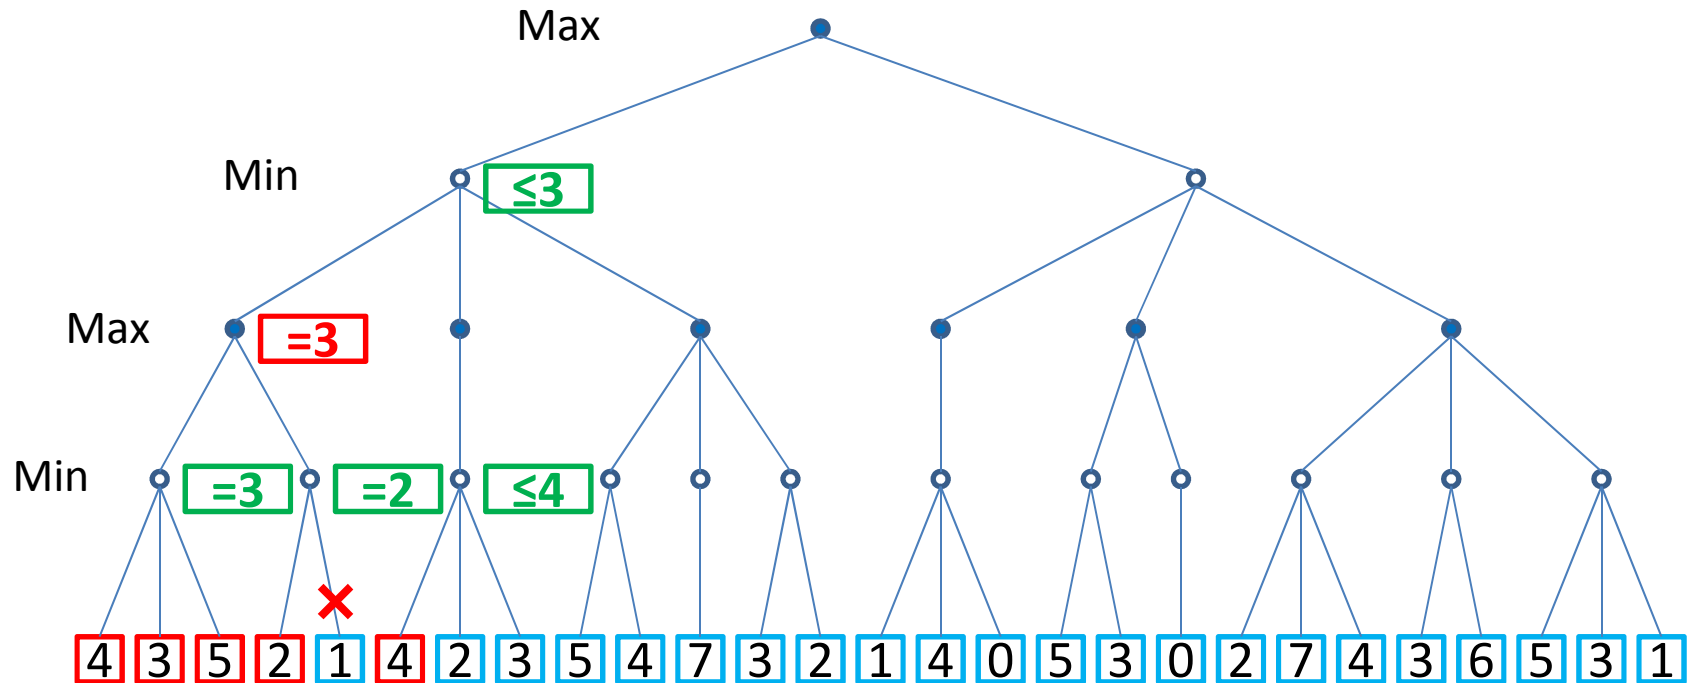 Max
Min ≤3
Max =3
Min =3 =2 ≤4
×
4 3 5 2 1 4 2 3 5 4 7 3 2 1 4 0 5 3 0 2 7 4 3 6 5 3 1